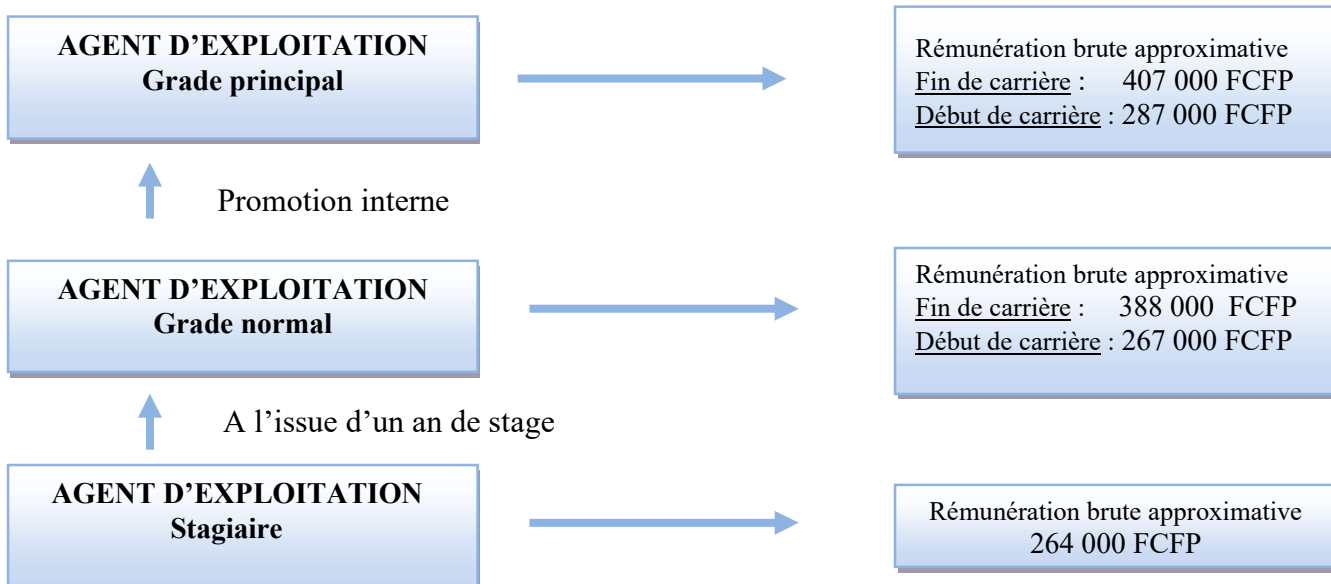 AGENT D'EXPLOITATION
Grade principal
Rémunération brute approximative
Fin de carrière : 407 000 FCFP
Début de carrière : 287 000 FCFP
Promotion interne
AGENT D'EXPLOITATION
Grade normal
Rémunération brute approximative
Fin de carrière : 388 000 FCFP
Début de carrière : 267 000 FCFP
A l’issue d’un an de stage
AGENT D'EXPLOITATION
Stagiaire
Rémunération brute approximative
264 000 FCFP